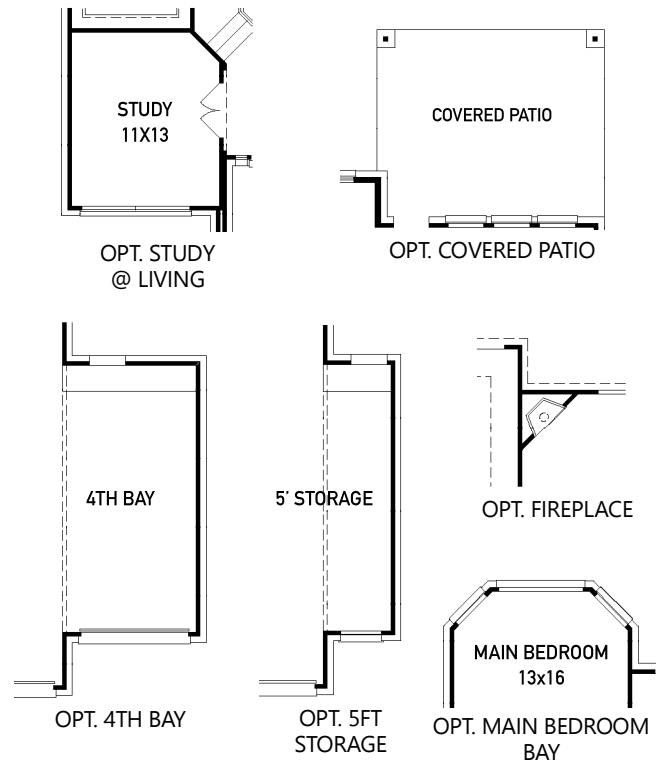 STUDY
11X13
OPT. STUDY
@ LIVING
COVERED PATIO
OPT. COVERED PATIO
4TH BAY
OPT. 4TH BAY
5' STORAGE
OPT. 5FT
STORAGE
OPT. FIREPLACE
MAIN BEDROOM
13x16
OPT. MAIN BEDROOM
BAY